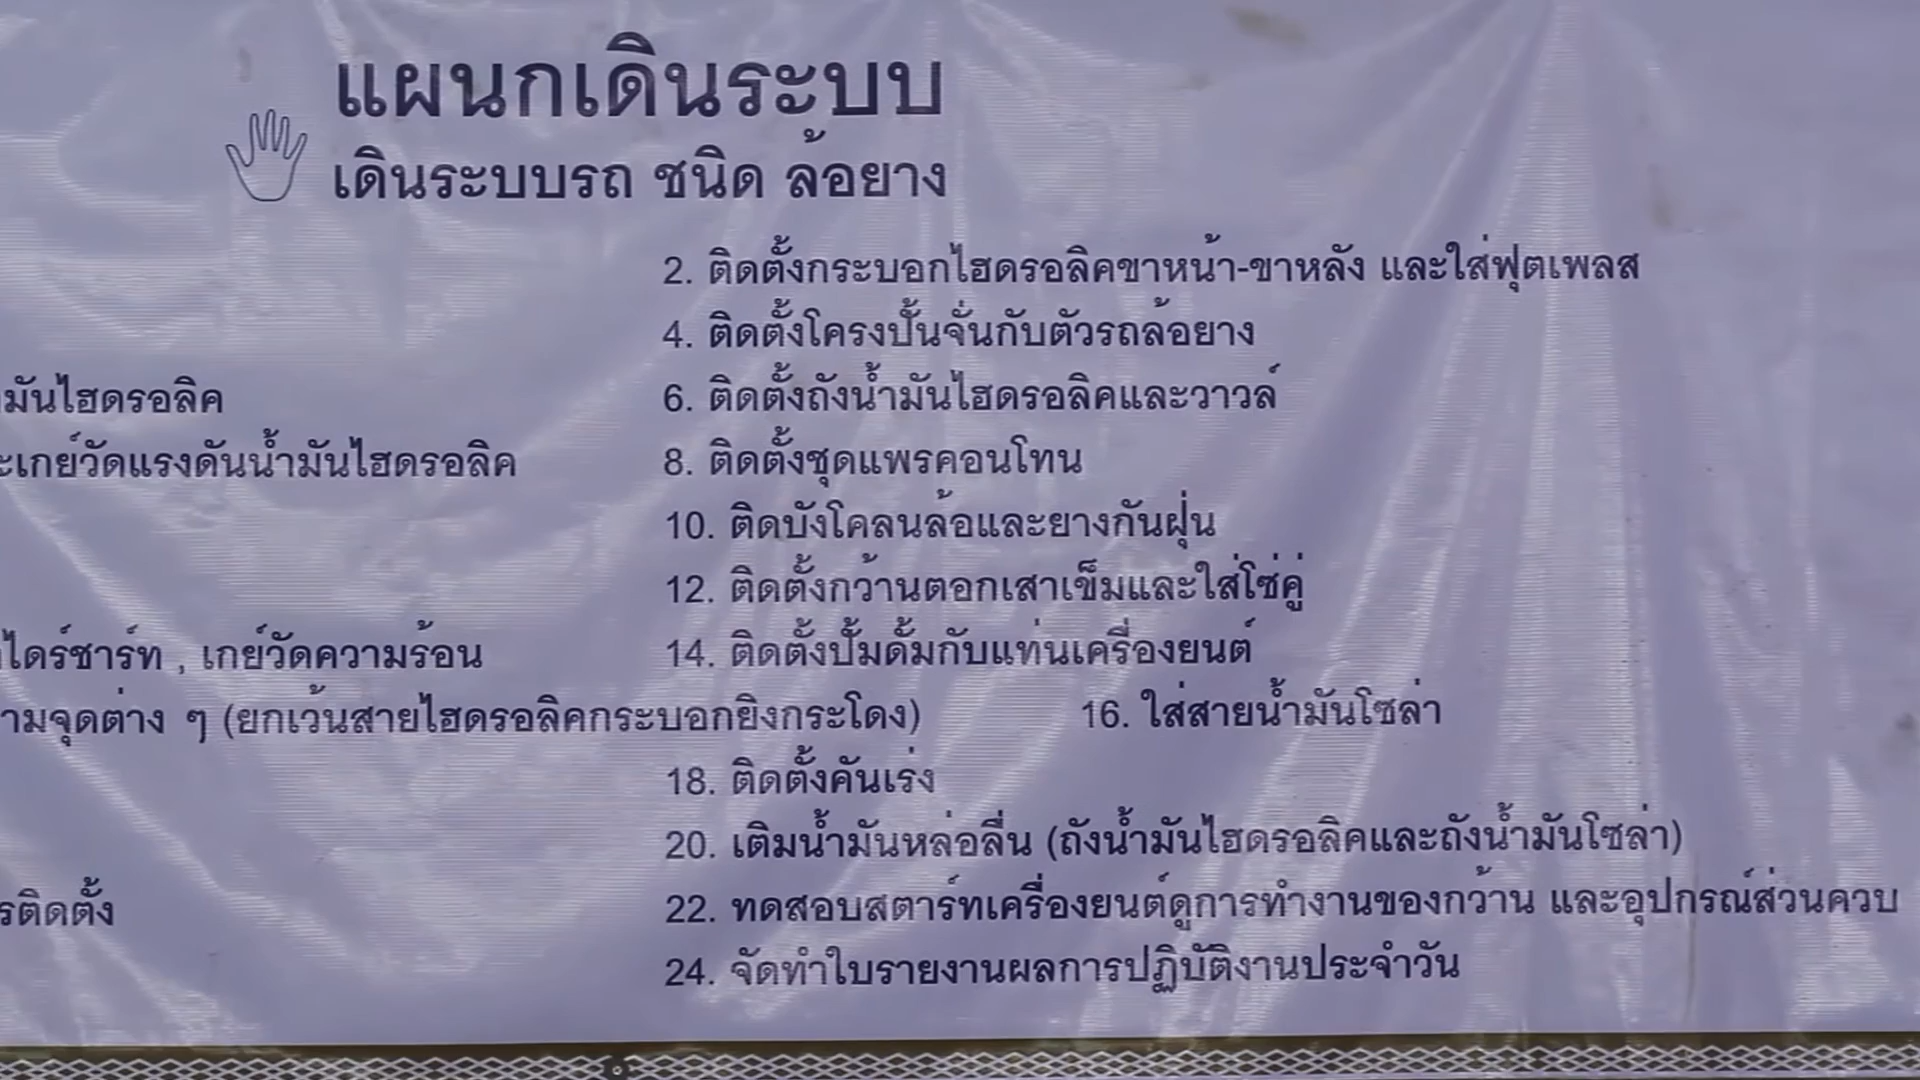 แผนกเดินระบบ
เดินระบบรถ ชนิด ล้อยาง
2. ติดตั้งกระบอกไฮดรอลิคขาหน้า-ขาหลัง และใส่ฟุตเพลส
4. ติดตั้งโครงปั้นจั่นกับตัวรถล้อยาง
มันไฮดรอลิค 6. ติดตั้งถังน้ำมันไฮดรอลิคและวาวล์
ะเกย์วัดแรงดันน้ำมันไฮดรอลิค 8. ติดตั้งชุดแพรคอนโทน
10. ติดบังโคลนล้อและยางกันฝุ่น
12. ติดตั้งกว้านตอกเสาเข็มและใส่โซ่คู่
ไดร์ชาร์ท , เกย์วัดความร้อน 14. ติดตั้งปั้มดั้มกับแท่นเครื่องยนต์
ามจุดต่าง ๆ (ยกเว้นสายไฮดรอลิคกระบอกยิงกระโดง) 16. ใส่สายน้ำมันโซล่า
18. ติดตั้งคันเร่ง
20. เติมน้ำมันหล่อลื่น (ถังน้ำมันไฮดรอลิคและถังน้ำมันโซล่า)
รติดตั้ง 22. ทดสอบสตาร์ทเครื่องยนต์ดูการทำงานของกว้าน และอุปกรณ์ส่วนควบ
24. จัดทำใบรายงานผลการปฏิบัติงานประจำวัน